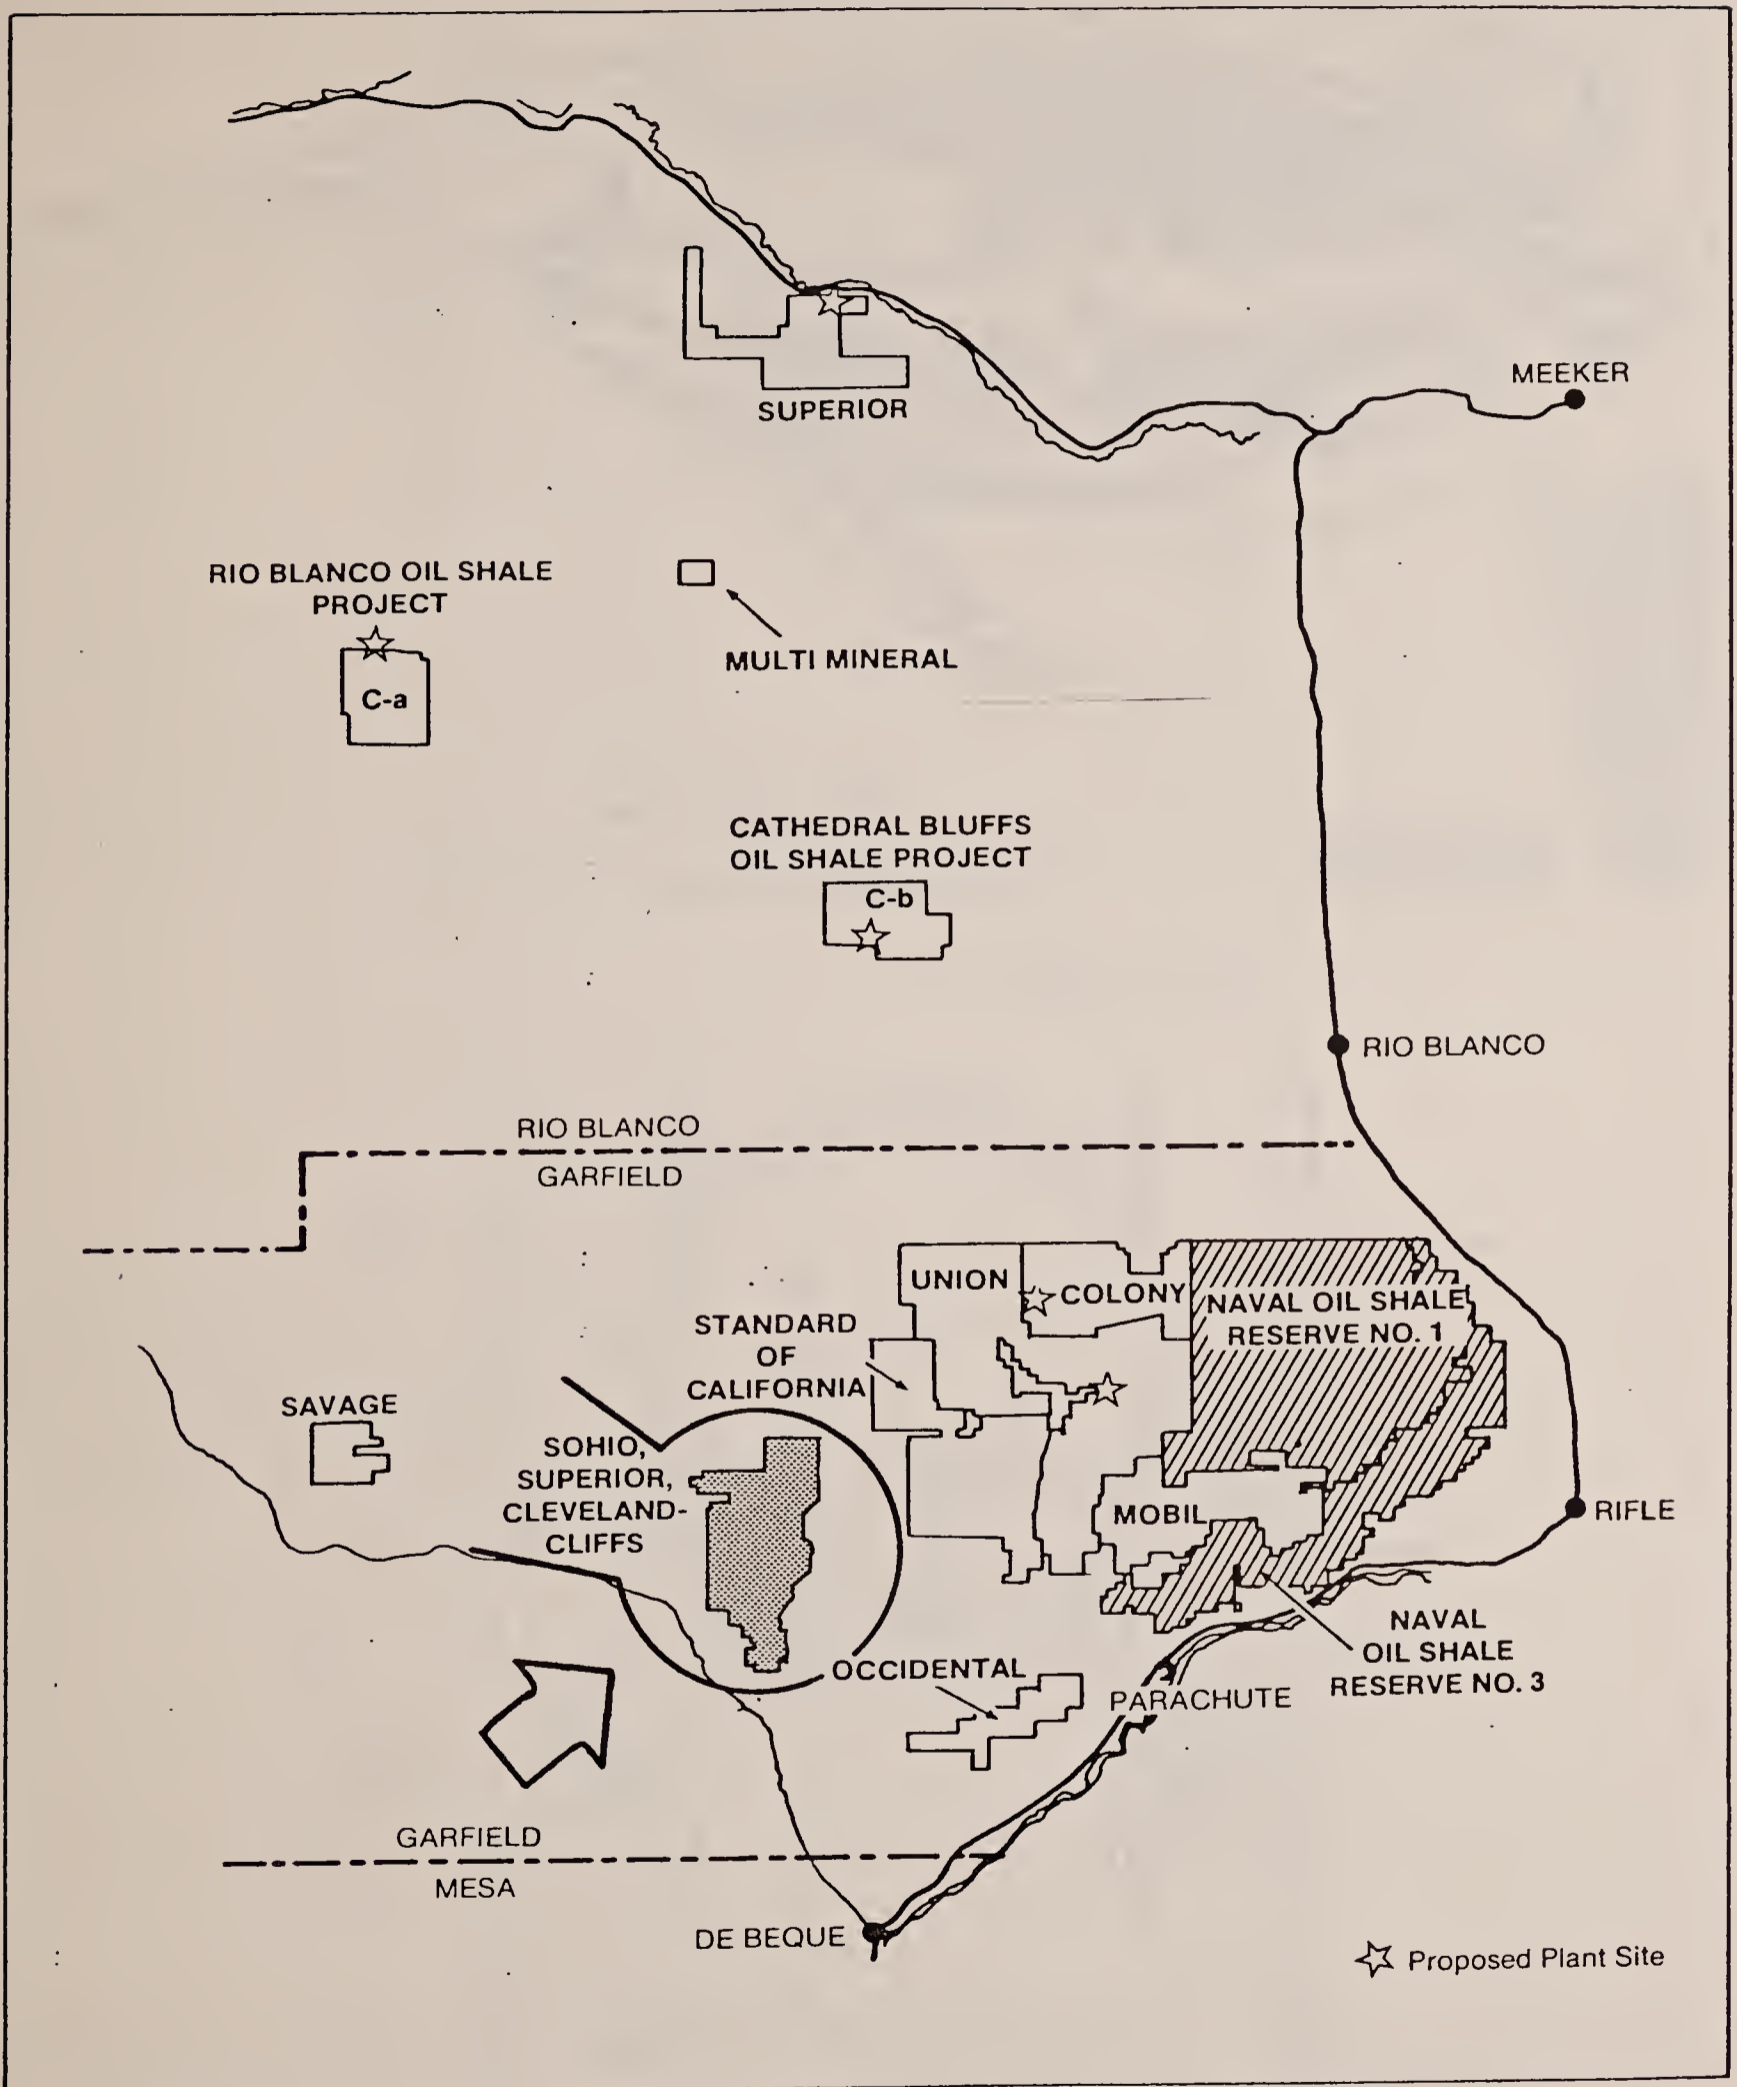 MEEKER
SUPERIOR
RIO BLANCO OIL SHALE
PROJECT
C-a
MULTI MINERAL
CATHEDRAL BLUFFS
OIL SHALE PROJECT
C-b
RIO BLANCO
RIO BLANCO
GARFIELD
UNION
COLONY
NAVAL OIL SHALE
RESERVE NO. 1
STANDARD
OF
CALIFORNIA
SAVAGE
SOHIO,
SUPERIOR,
CLEVELAND-
CLIFFS
MOBIL
RIFLE
NAVAL
OIL SHALE
RESERVE NO. 3
OCCIDENTAL
PARACHUTE
GARFIELD
MESA
DE BEQUE
Proposed Plant Site